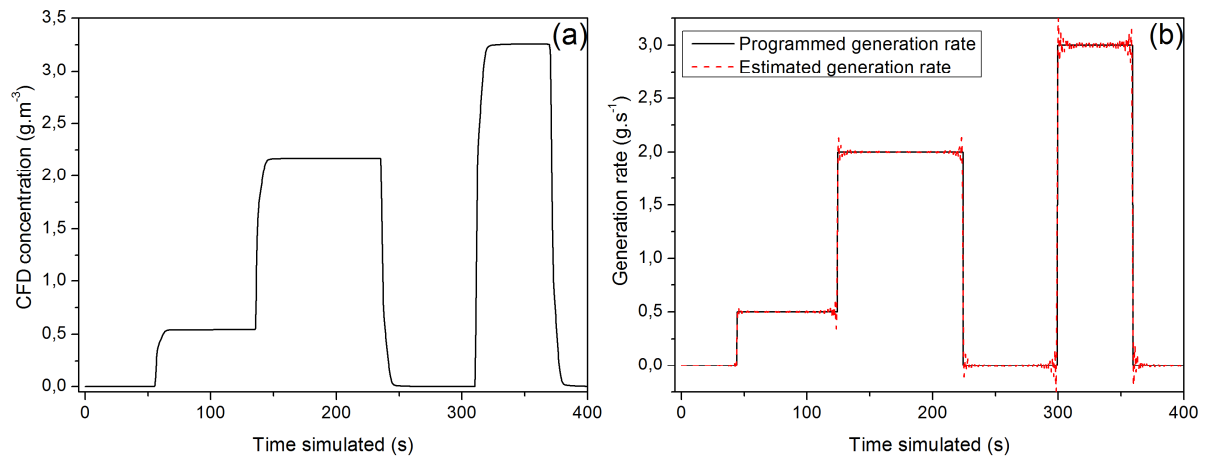 (a)
CFD concentration (g.m-3)
3,5
3,0
2,5
2,0
1,5
1,0
0,5
0,0
0 100 200 300 400
Time simulated (s)
(b)
Programmed generation rate
Estimated generation rate
Generation rate (g.s-1)
3,0
2,5
2,0
1,5
1,0
0,5
0,0
0 100 200 300 400
Time simulated (s)